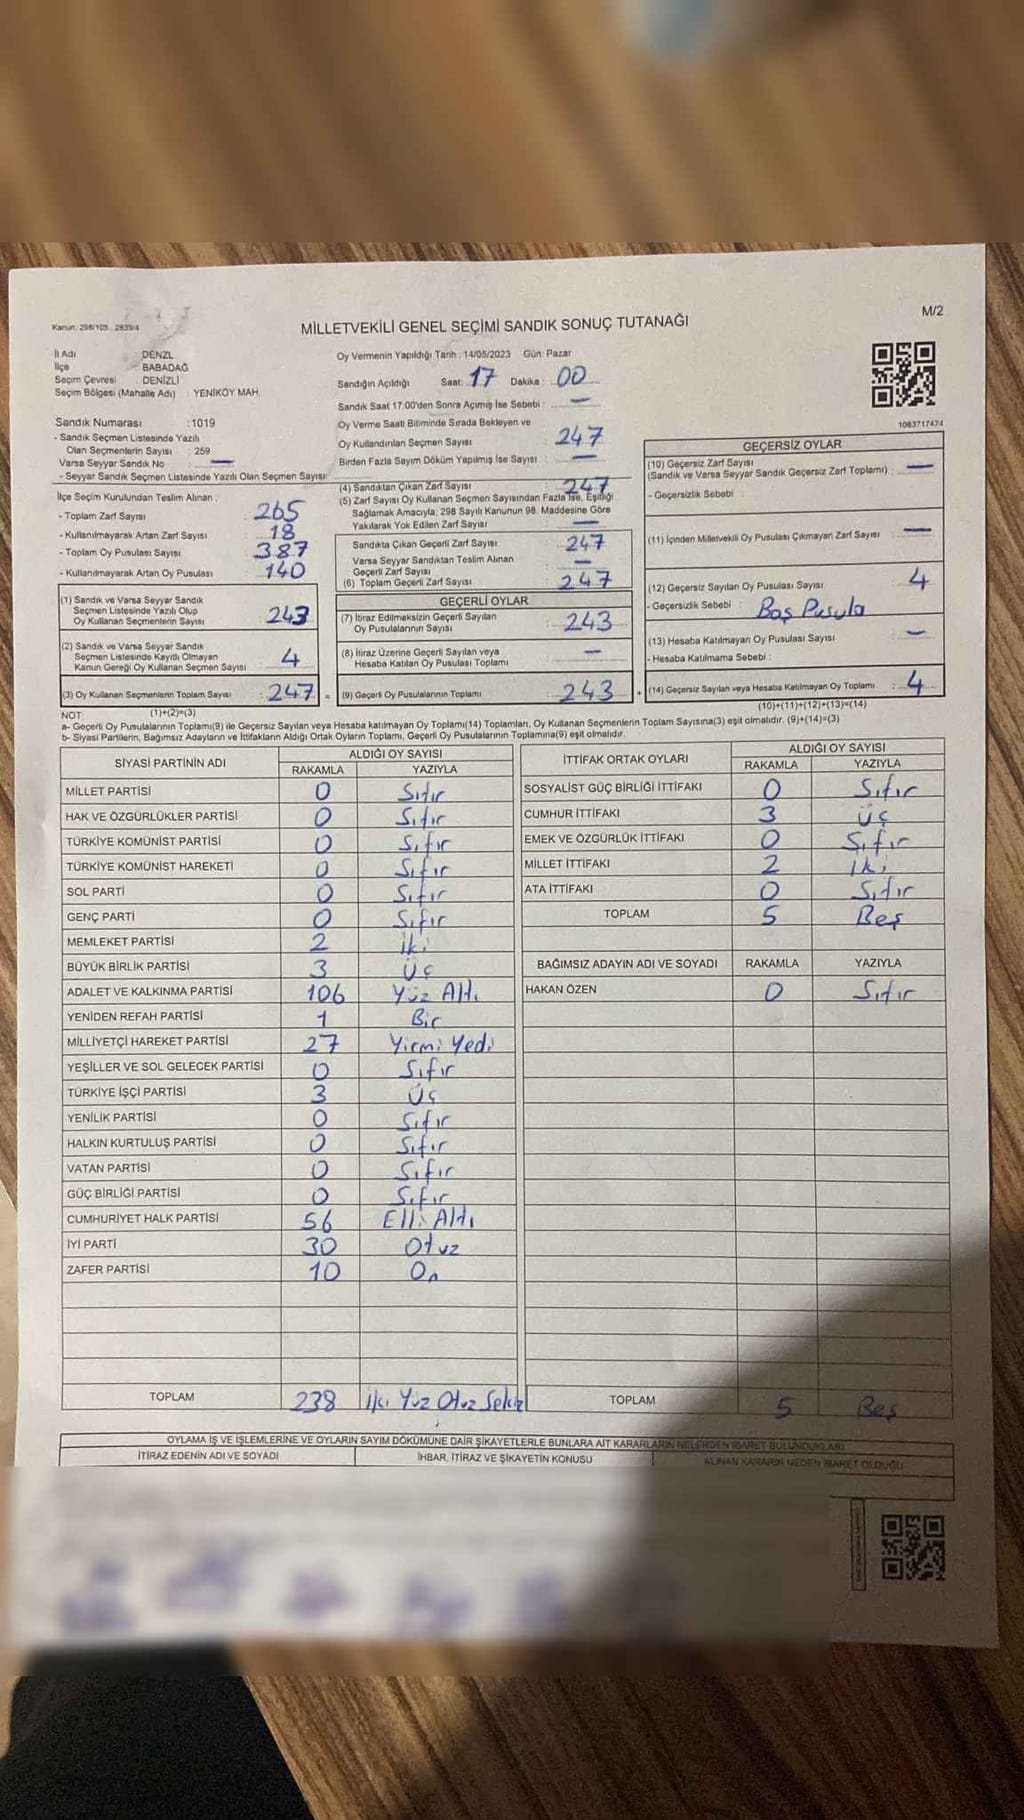 Kanun: 298/105 , 2839/4
MİLLETVEKİLİ GENEL SEÇİMİ SANDIK SONUÇ TUTANAĞI
M/2
İl Adı DENZL
İlçe BABADAĞ
Seçim Çevresi DENİZLİ
Seçim Bölgesi (Mahalle Adı) : YENİKÖY MAH.
Sandık Numarası : 1019
- Sandık Seçmen Listesinde Yazılı
Olan Seçmenlerin Sayısı : 259
Varsa Seyyar Sandık No —
- Seyyar Sandık Seçmen Listesinde Yazılı Olan Seçmen Sayısı
İlçe Seçim Kurulundan Teslim Alınan :
- Toplam Zarf Sayısı : 265
- Kullanılmayarak Artan Zarf Sayısı : 18
- Toplam Oy Pusulası Sayısı : 387
- Kullanılmayarak Artan Oy Pusulası : 140
(1) Sandık ve Varsa Seyyar Sandık
Seçmen Listesinde Yazılı Olup
Oy Kullanan Seçmenlerin Sayısı : 243
(2) Sandık ve Varsa Seyyar Sandık
Seçmen Listesinde Kayıtlı Olmayan
Kanun Gereği Oy Kullanan Seçmen Sayısı : 4
(3) Oy Kullanan Seçmenlerin Toplam Sayısı : 247 =
(1)+(2)=(3)
Oy Vermenin Yapıldığı Tarih : 14/05/2023 Gün: Pazar
Sandığın Açıldığı Saat: 17 Dakika : 00
Sandık Saat 17:00'den Sonra Açımış İse Sebebi : —
Oy Verme Saati Bitiminde Sırada Bekleyen ve
Oy Kullandırılan Seçmen Sayısı : 247
Birden Fazla Sayım Döküm Yapılmış İse Sayısı : —
(4) Sandıktan Çıkan Zarf Sayısı : 247
(5) Zarf Sayısı Oy Kullanan Seçmen Sayısından Fazla İse, Eşitliği
Sağlamak Amacıyla; 298 Sayılı Kanunun 98. Maddesine Göre
Yakılarak Yok Edilen Zarf Sayısı : —
Sandıkta Çıkan Geçerli Zarf Sayısı : 247
Varsa Seyyar Sandıktan Teslim Alınan
Geçerli Zarf Sayısı : —
(6) Toplam Geçerli Zarf Sayısı : 247
GEÇERLİ OYLAR
(7) İtiraz Edilmeksizin Geçerli Sayılan
Oy Pusulalarının Sayısı : 243
(8) İtiraz Üzerine Geçerli Sayılan veya
Hesaba Katılan Oy Pusulası Toplamı : —
(9) Geçerli Oy Pusulalarının Toplamı : 243 +
1083717474
GEÇERSİZ OYLAR
(10) Geçersiz Zarf Sayısı
(Sandık ve Varsa Seyyar Sandık Geçersiz Zarf Toplamı) : —
- Geçersizlik Sebebi :
(11) İçinden Milletvekili Oy Pusulası Çıkmayan Zarf Sayısı : —
(12) Geçersiz Sayılan Oy Pusulası Sayısı : 4
- Geçersizlik Sebebi : Boş Pusula
(13) Hesaba Katılmayan Oy Pusulası Sayısı : —
- Hesaba Katılmama Sebebi :
(14) Geçersiz Sayılan veya Hesaba Katılmayan Oy Toplamı : 4
(10)+(11)+(12)+(13)=(14)
NOT:
a- Geçerli Oy Pusulalarının Toplamı(9) ile Geçersiz Sayılan veya Hesaba katılmayan Oy Toplamı(14) Toplamları, Oy Kullanan Seçmenlerin Toplam Sayısına(3) eşit olmalıdır. (9)+(14)=(3)
b- Siyasi Partilerin, Bağımsız Adayların ve İttifakların Aldığı Ortak Oyların Toplamı, Geçerli Oy Pusulalarının Toplamına(9) eşit olmalıdır.
SİYASİ PARTİNİN ADI ALDIĞI OY SAYISI
RAKAMLA YAZIYLA
MİLLET PARTİSİ 0 Sıfır
HAK VE ÖZGÜRLÜKLER PARTİSİ 0 Sıfır
TÜRKİYE KOMÜNİST PARTİSİ 0 Sıfır
TÜRKİYE KOMÜNİST HAREKETİ 0 Sıfır
SOL PARTİ 0 Sıfır
GENÇ PARTİ 0 Sıfır
MEMLEKET PARTİSİ 2 İki
BÜYÜK BİRLİK PARTİSİ 3 Üç
ADALET VE KALKINMA PARTİSİ 106 Yüz Altı
YENİDEN REFAH PARTİSİ 1 Bir
MİLLİYETÇİ HAREKET PARTİSİ 27 Yirmi Yedi
YEŞİLLER VE SOL GELECEK PARTİSİ 0 Sıfır
TÜRKİYE İŞÇİ PARTİSİ 3 Üç
YENİLİK PARTİSİ 0 Sıfır
HALKIN KURTULUŞ PARTİSİ 0 Sıfır
VATAN PARTİSİ 0 Sıfır
GÜÇ BİRLİĞİ PARTİSİ 0 Sıfır
CUMHURİYET HALK PARTİSİ 56 Elli Altı
İYİ PARTİ 30 Otuz
ZAFER PARTİSİ 10 On
TOPLAM 238 İki Yüz Otuz Sekiz
İTTİFAK ORTAK OYLARI ALDIĞI OY SAYISI
RAKAMLA YAZIYLA
SOSYALİST GÜÇ BİRLİĞİ İTTİFAKI 0 Sıfır
CUMHUR İTTİFAKI 3 Üç
EMEK VE ÖZGÜRLÜK İTTİFAKI 0 Sıfır
MİLLET İTTİFAKI 2 İki
ATA İTTİFAKI 0 Sıfır
TOPLAM 5 Beş
BAĞIMSIZ ADAYIN ADI VE SOYADI RAKAMLA YAZIYLA
HAKAN ÖZEN 0 Sıfır
TOPLAM 5 Beş
OYLAMA İŞ VE İŞLEMLERİNE VE OYLARIN SAYIM DÖKÜMÜNE DAİR ŞİKAYETLERLE BUNLARA AİT KARARLARIN NELERDEN İBARET BULUNDUKLARI
İTİRAZ EDENİN ADI VE SOYADI İHBAR, İTİRAZ VE ŞİKAYETİN KONUSU ALINAN KARARIN NEDEN İBARET OLDUĞU